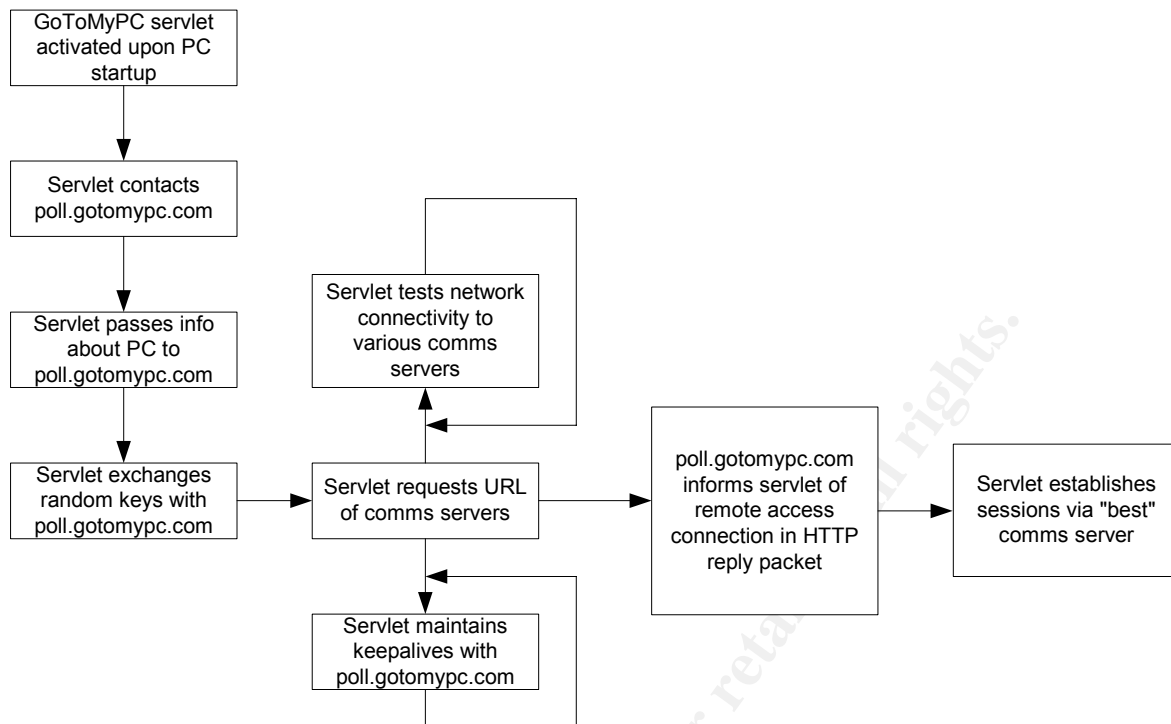 GoToMyPC servlet
activated upon PC
startup
Servlet contacts
poll.gotomypc.com
Servlet passes info
about PC to
poll.gotomypc.com
Servlet exchanges
random keys with
poll.gotomypc.com
Servlet tests network
connectivity to
various comms
servers
Servlet requests URL
of comms servers
Servlet maintains
keepalives with
poll.gotomypc.com
poll.gotomypc.com
informs servlet of
remote access
connection in HTTP
reply packet
Servlet establishes
sessions via "best"
comms server
retain rights.